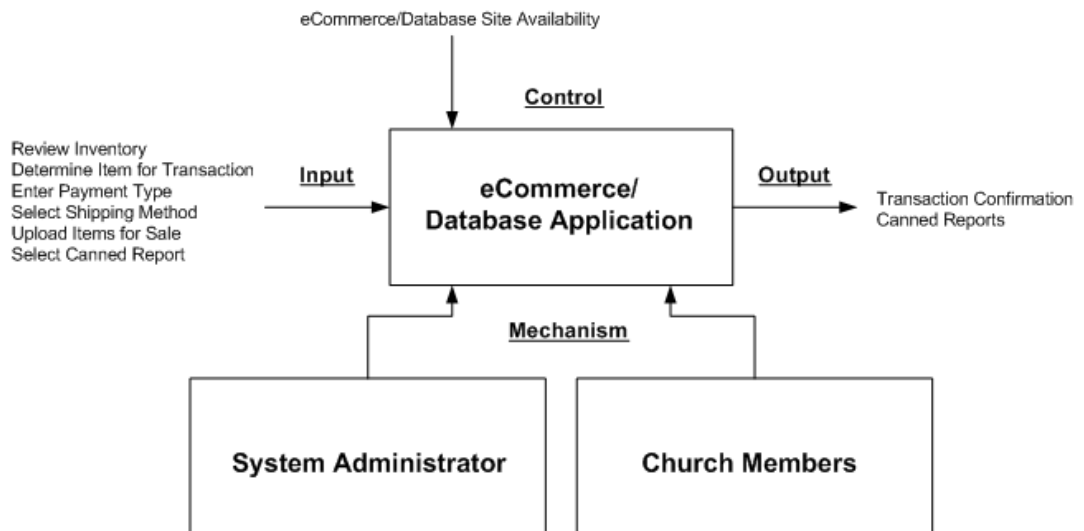 eCommerce/Database Site Availability
Control
Review Inventory
Determine Item for Transaction
Enter Payment Type
Select Shipping Method
Upload Items for Sale
Select Canned Report
Input
eCommerce/
Database Application
Output
Transaction Confirmation
Canned Reports
Mechanism
System Administrator
Church Members